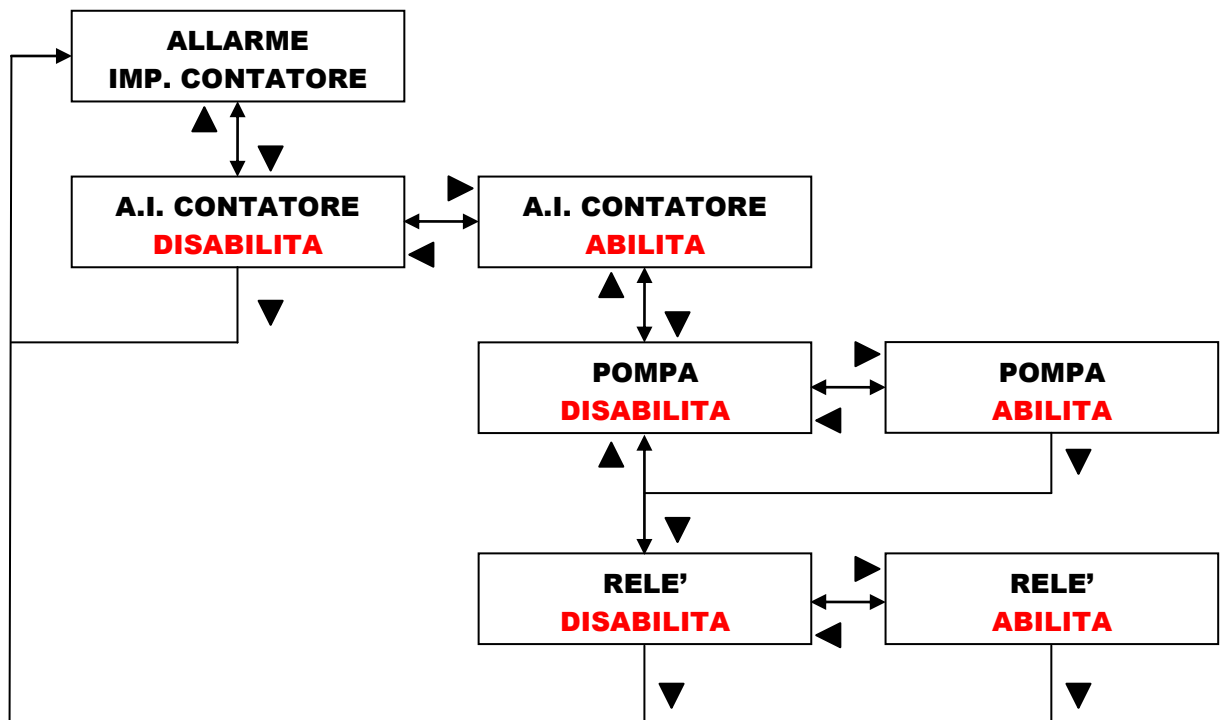 ALLARME
IMP. CONTATORE
A.I. CONTATORE
DISABILITA
A.I. CONTATORE
ABILITA
POMPA
DISABILITA
POMPA
ABILITA
RELE’
DISABILITA
RELE’
ABILITA